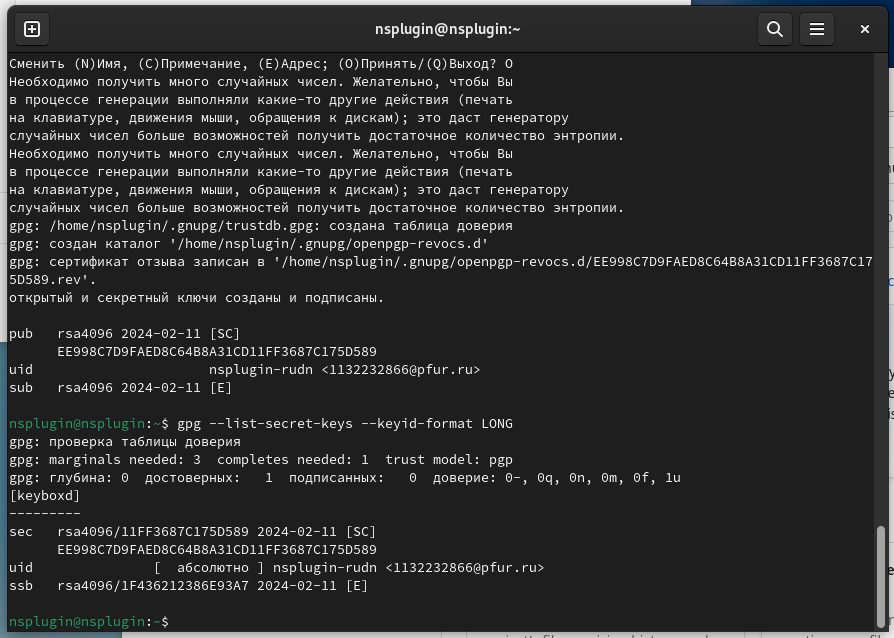 nsplugin@nsplugin:~
Сменить (N)Имя, (C)Примечание, (E)Адрес; (O)Принять/(Q)Выход? O
Необходимо получить много случайных чисел. Желательно, чтобы Вы
в процессе генерации выполняли какие-то другие действия (печать
на клавиатуре, движения мыши, обращения к дискам); это даст генератору
случайных чисел больше возможностей получить достаточное количество энтропии.
Необходимо получить много случайных чисел. Желательно, чтобы Вы
в процессе генерации выполняли какие-то другие действия (печать
на клавиатуре, движения мыши, обращения к дискам); это даст генератору
случайных чисел больше возможностей получить достаточное количество энтропии.
gpg: /home/nsplugin/.gnupg/trustdb.gpg: создана таблица доверия
gpg: создан каталог '/home/nsplugin/.gnupg/openpgp-revocs.d'
gpg: сертификат отзыва записан в '/home/nsplugin/.gnupg/openpgp-revocs.d/EE998C7D9FAED8C64B8A31CD11FF3687C17
5D589.rev'.
открытый и секретный ключи созданы и подписаны.
pub   rsa4096 2024-02-11 [SC]
      EE998C7D9FAED8C64B8A31CD11FF3687C175D589
uid                      nsplugin-rudn <1132232866@pfur.ru>
sub   rsa4096 2024-02-11 [E]
nsplugin@nsplugin:~$ gpg --list-secret-keys --keyid-format LONG
gpg: проверка таблицы доверия
gpg: marginals needed: 3  completes needed: 1  trust model: pgp
gpg: глубина: 0  достоверных:   1  подписанных:   0  доверие: 0-, 0q, 0n, 0m, 0f, 1u
[keyboxd]
---------
sec   rsa4096/11FF3687C175D589 2024-02-11 [SC]
      EE998C7D9FAED8C64B8A31CD11FF3687C175D589
uid               [  абсолютно ] nsplugin-rudn <1132232866@pfur.ru>
ssb   rsa4096/1F436212386E93A7 2024-02-11 [E]
nsplugin@nsplugin:~$